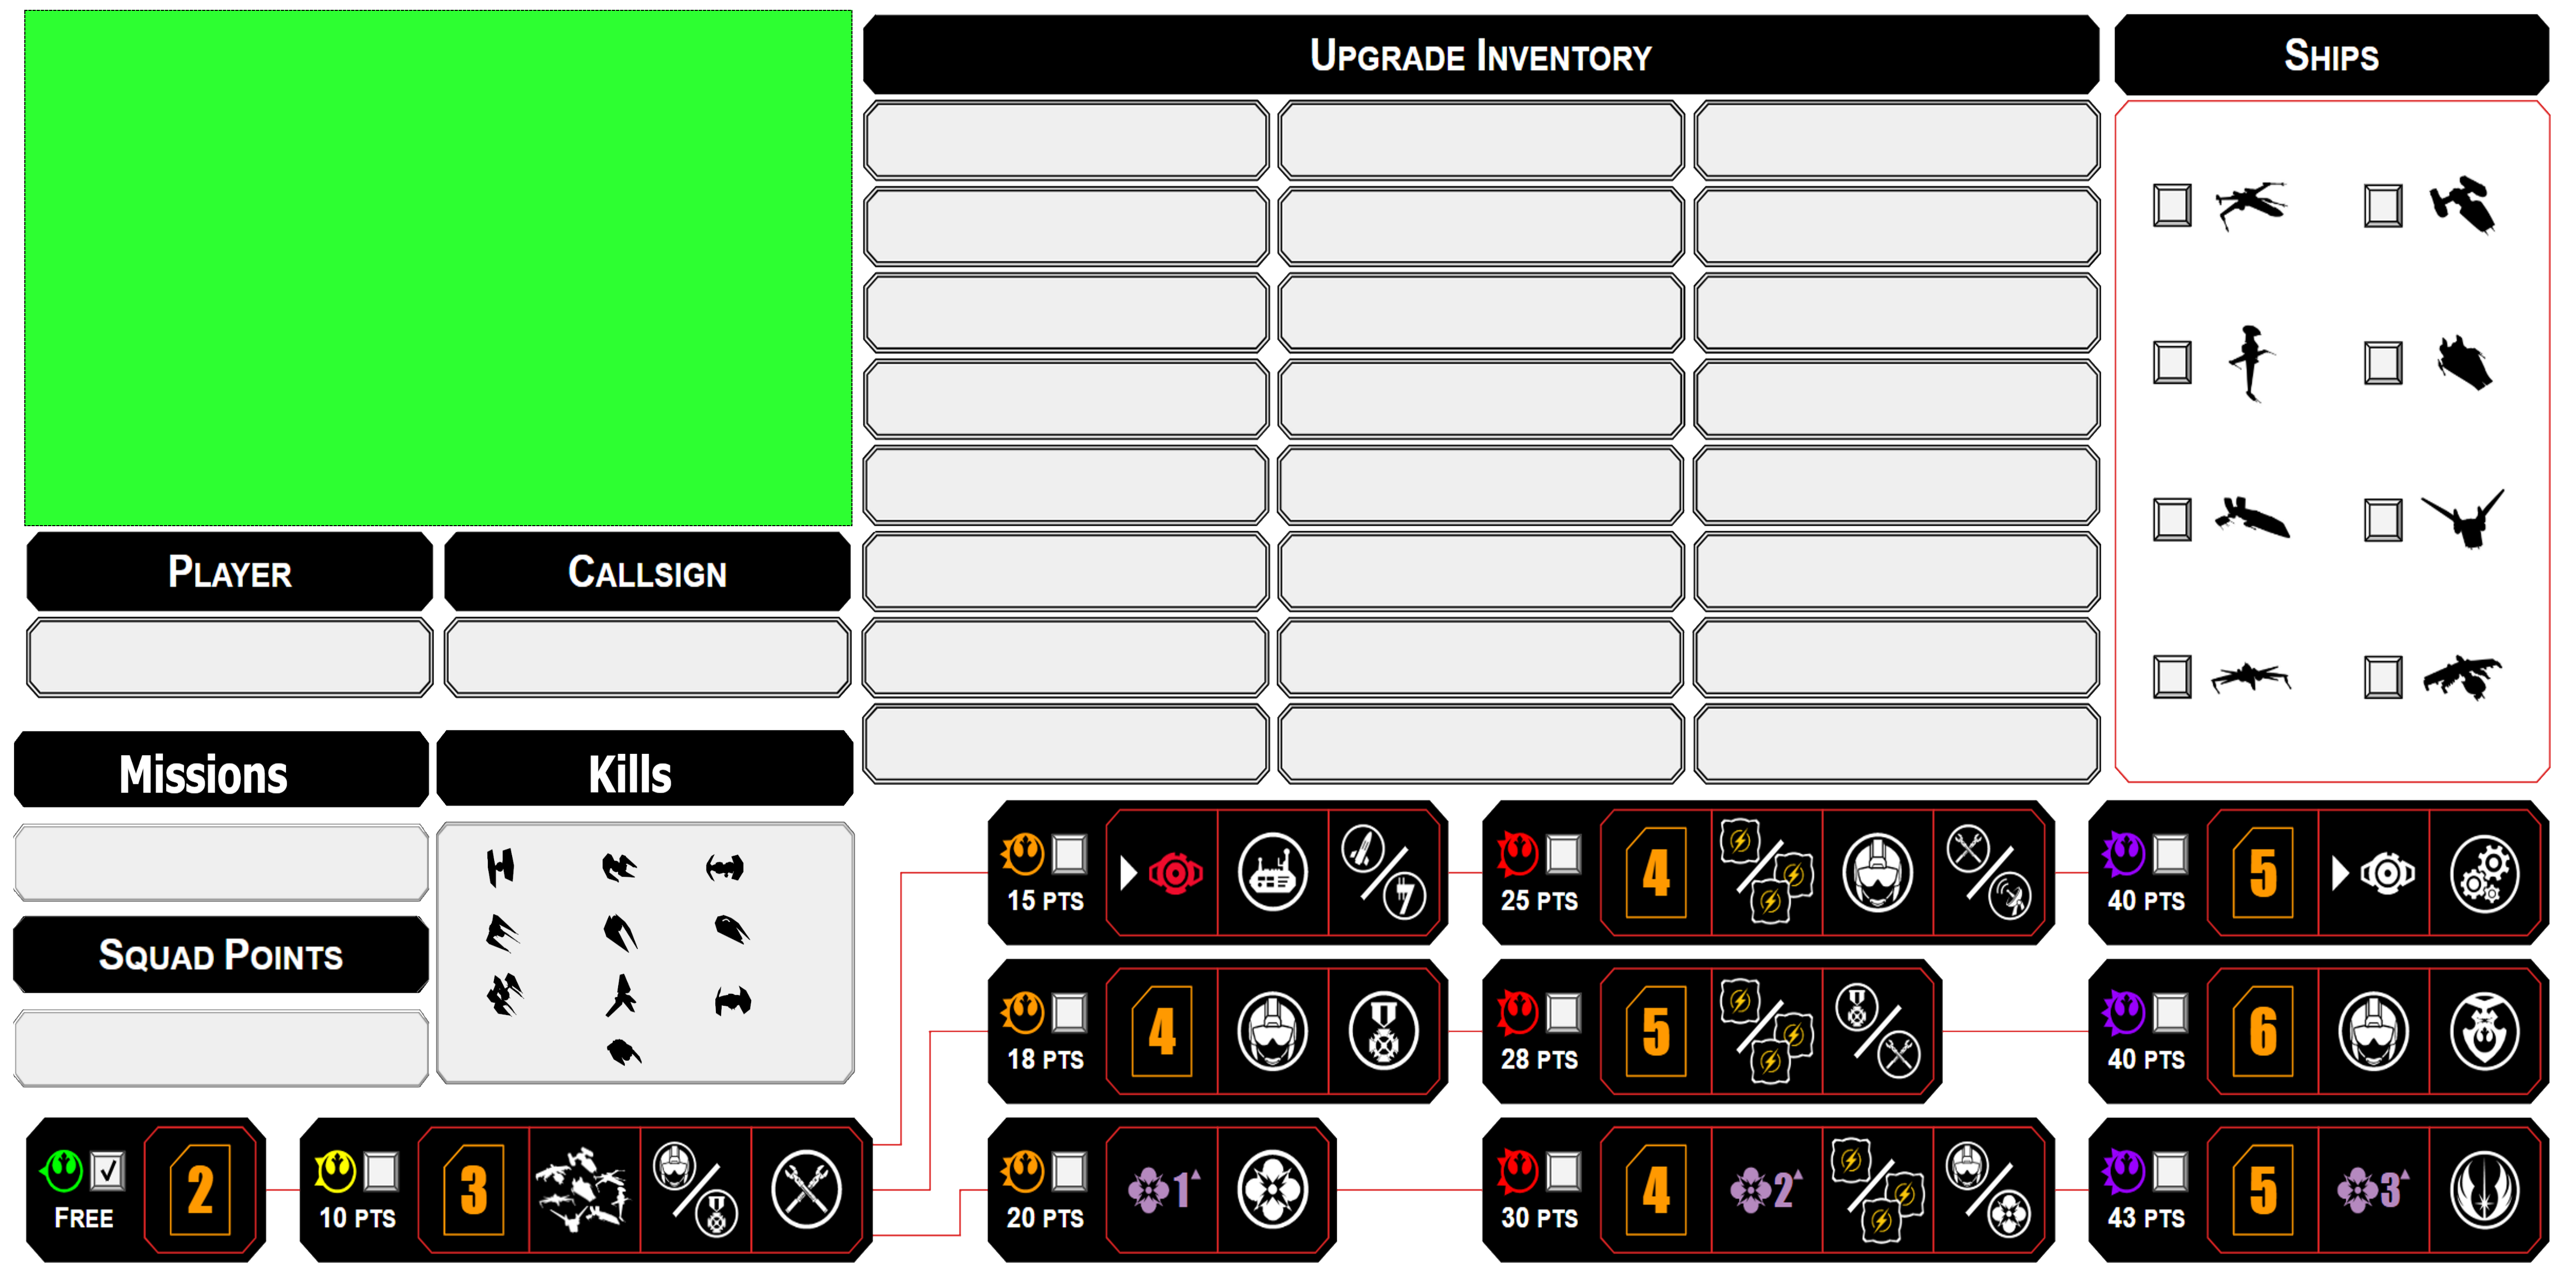 UPGRADE INVENTORY
SHIPS
PLAYER
CALLSIGN
Missions
Kills
SQUAD POINTS
FREE
2
10 PTS
3
15 PTS
25 PTS
4
40 PTS
5
18 PTS
4
28 PTS
5
40 PTS
6
20 PTS
1
30 PTS
4
2
43 PTS
5
3